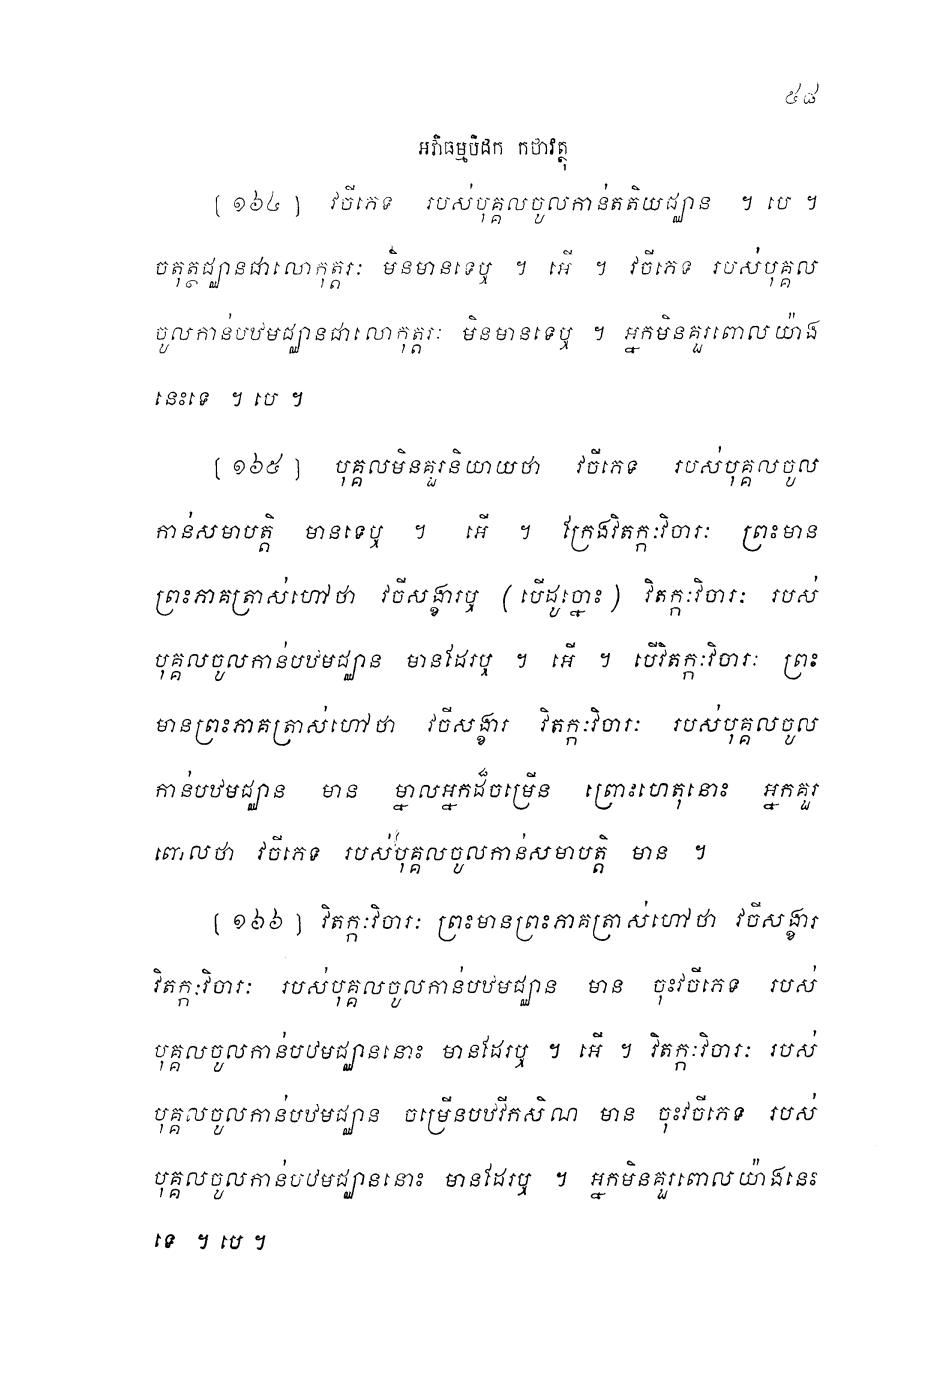 ៥៨
អភិធម្មបិដក កថាវត្ថុ
[ ១៦៤ ] វចីភេទ របស់បុគ្គលចូលកាន់តតិយជ្ឈាន ។ បេ ។
ចតុត្ថជ្ឈានជាលោកុត្តរៈ មិនមានទេឬ ។ អើ ។ វចីភេទ របស់បុគ្គល
ចូលកាន់បឋមជ្ឈានជាលោកុត្តរៈ មិនមានទេឬ ។ អ្នកមិនគួរពោលយ៉ាង
នេះទេ ។ បេ ។
[ ១៦៥ ] បុគ្គលមិនគួរនិយាយថា វចីភេទ របស់បុគ្គលចូល
កាន់សមាបត្តិ មានទេឬ ។ អើ ។ ក្រែងវិតក្កៈវិចារៈ ព្រះមាន
ព្រះភាគត្រាស់ហៅថា វចីសង្ខារឬ ( បើដូច្នោះ ) វិតក្កៈវិចារៈ របស់
បុគ្គលចូលកាន់បឋមជ្ឈាន មានដែរឬ ។ អើ ។ បើវិតក្កៈវិចារៈ ព្រះ
មានព្រះភាគត្រាស់ហៅថា វចីសង្ខារ វិតក្កៈវិចារៈ របស់បុគ្គលចូល
កាន់បឋមជ្ឈាន មាន ម្នាលអ្នកដ៏ចម្រើន ព្រោះហេតុនោះ អ្នកគួរ
ពោលថា វចីភេទ របស់បុគ្គលចូលកាន់សមាបត្តិ មាន ។
[ ១៦៦ ] វិតក្កៈវិចារៈ ព្រះមានព្រះភាគត្រាស់ហៅថា វចីសង្ខារ
វិតក្កៈវិចារៈ របស់បុគ្គលចូលកាន់បឋមជ្ឈាន មាន ចុះវចីភេទ របស់
បុគ្គលចូលកាន់បឋមជ្ឈាននោះ មានដែរឬ ។ អើ ។ វិតក្កៈវិចារៈ របស់
បុគ្គលចូលកាន់បឋមជ្ឈាន ចម្រើនបឋវីកសិណ មាន ចុះវចីភេទ របស់
បុគ្គលចូលកាន់បឋមជ្ឈាននោះ មានដែរឬ ។ អ្នកមិនគួរពោលយ៉ាងនេះ
ទេ ។ បេ ។